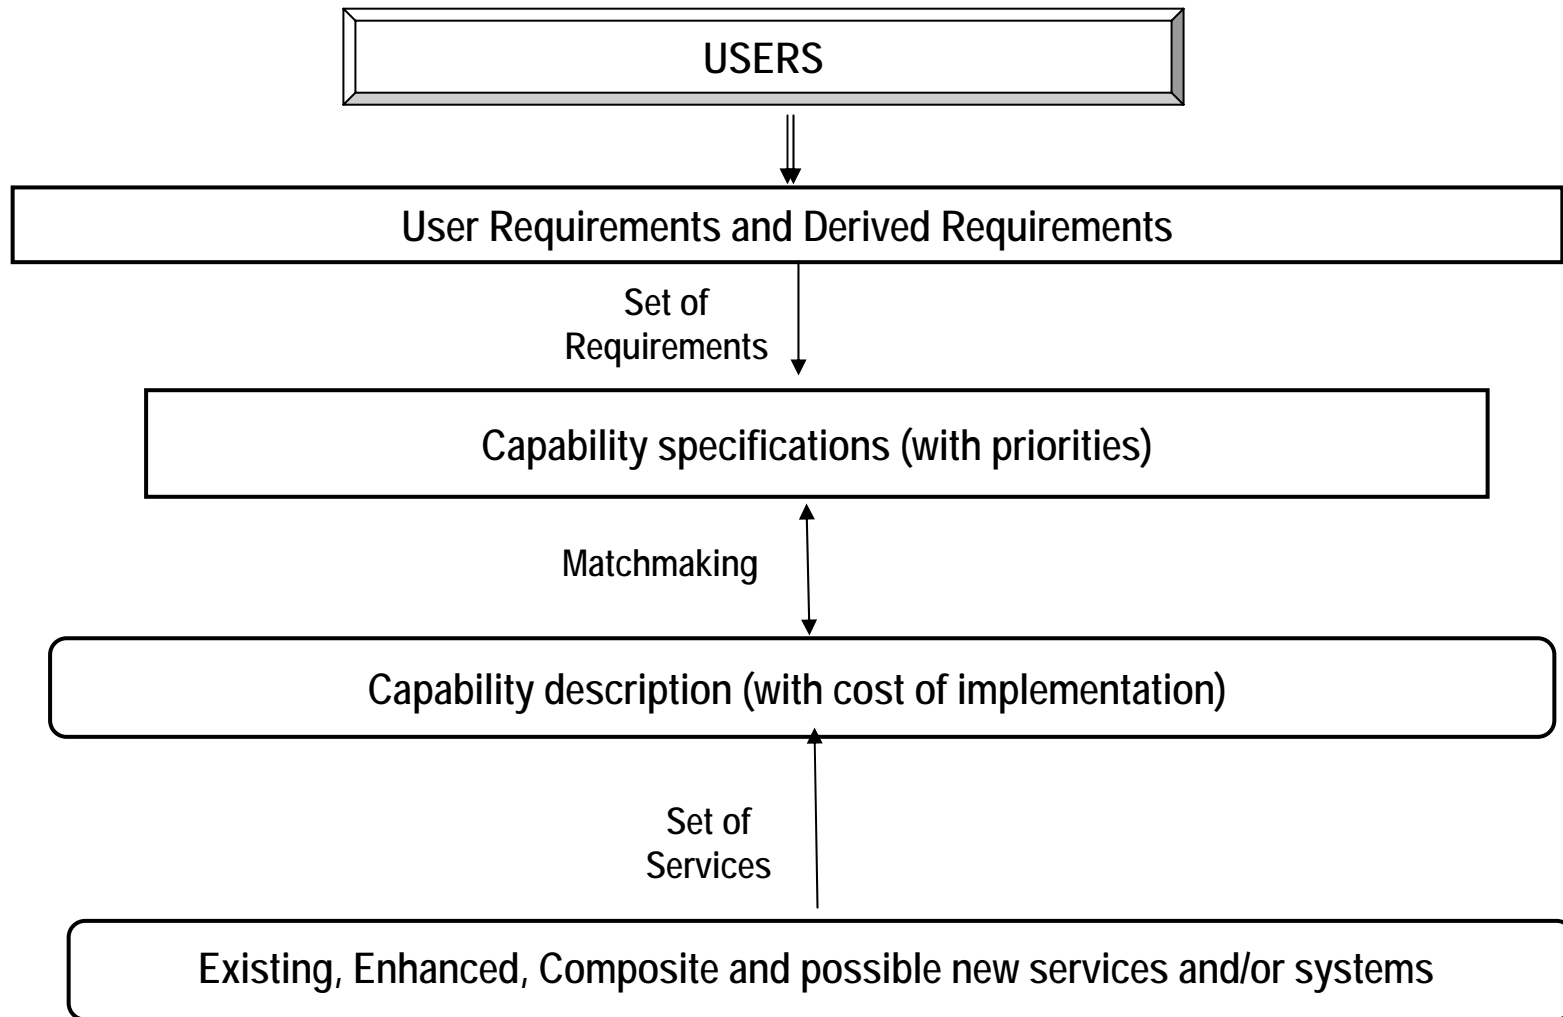 USERS
User Requirements and Derived Requirements
Set of
Requirements
Capability specifications (with priorities)
Matchmaking
Capability description (with cost of implementation)
Set of
Services
Existing, Enhanced, Composite and possible new services and/or systems